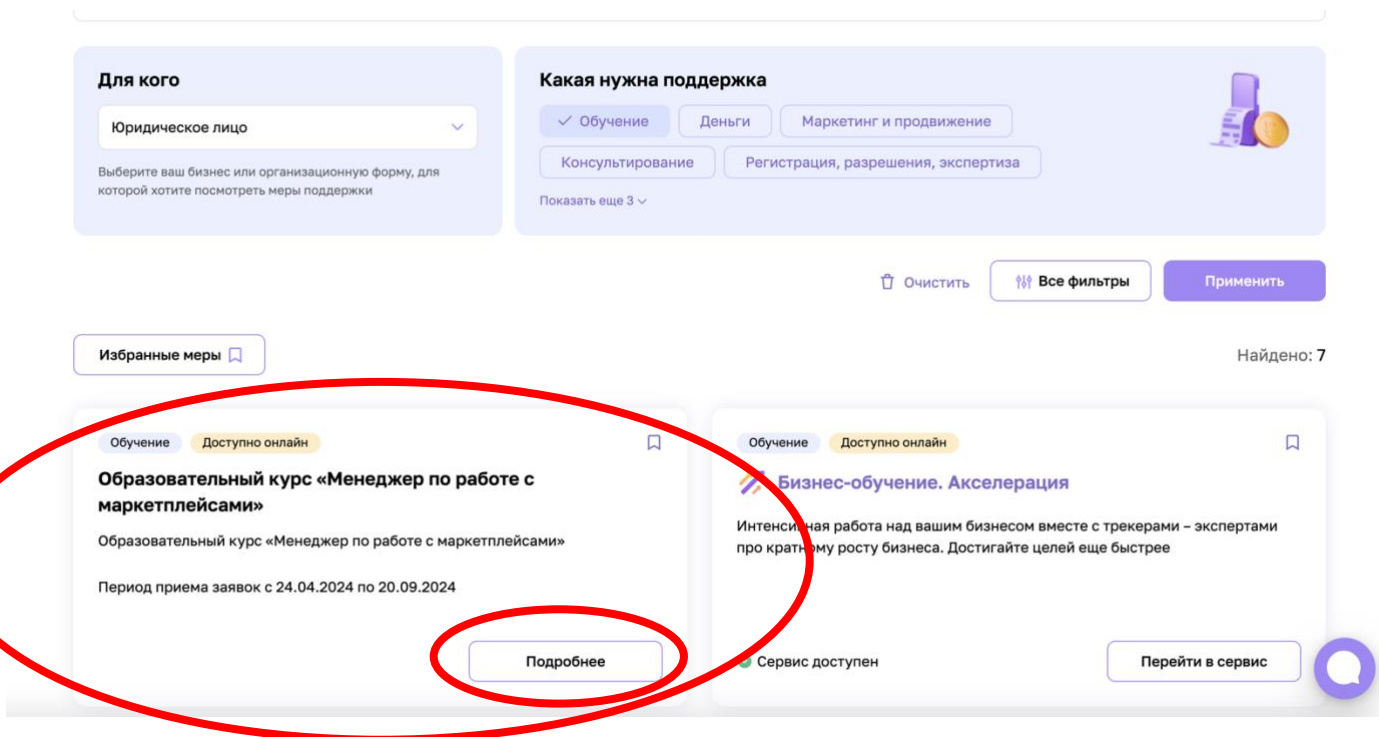 Для кого
Юридическое лицо
Выберите ваш бизнес или организационную форму, для
которой хотите посмотреть меры поддержки
Какая нужна поддержка
Обучение
Деньги
Маркетинг и продвижение
Консультирование
Регистрация, разрешения, экспертиза
Показать еще 3
Очистить
Все фильтры
Применить
Избранные меры
Найдено: 7
Обучение
Доступно онлайн
Образовательный курс «Менеджер по работе с
маркетплейсами»
Образовательный курс «Менеджер по работе с маркетплейсами»
Период приема заявок с 24.04.2024 по 20.09.2024
Подробнее
Обучение
Доступно онлайн
Бизнес-обучение. Акселерация
Интенсивная работа над вашим бизнесом вместе с трекерами – экспертами
про кратному росту бизнеса. Достигайте целей еще быстрее
Сервис доступен
Перейти в сервис